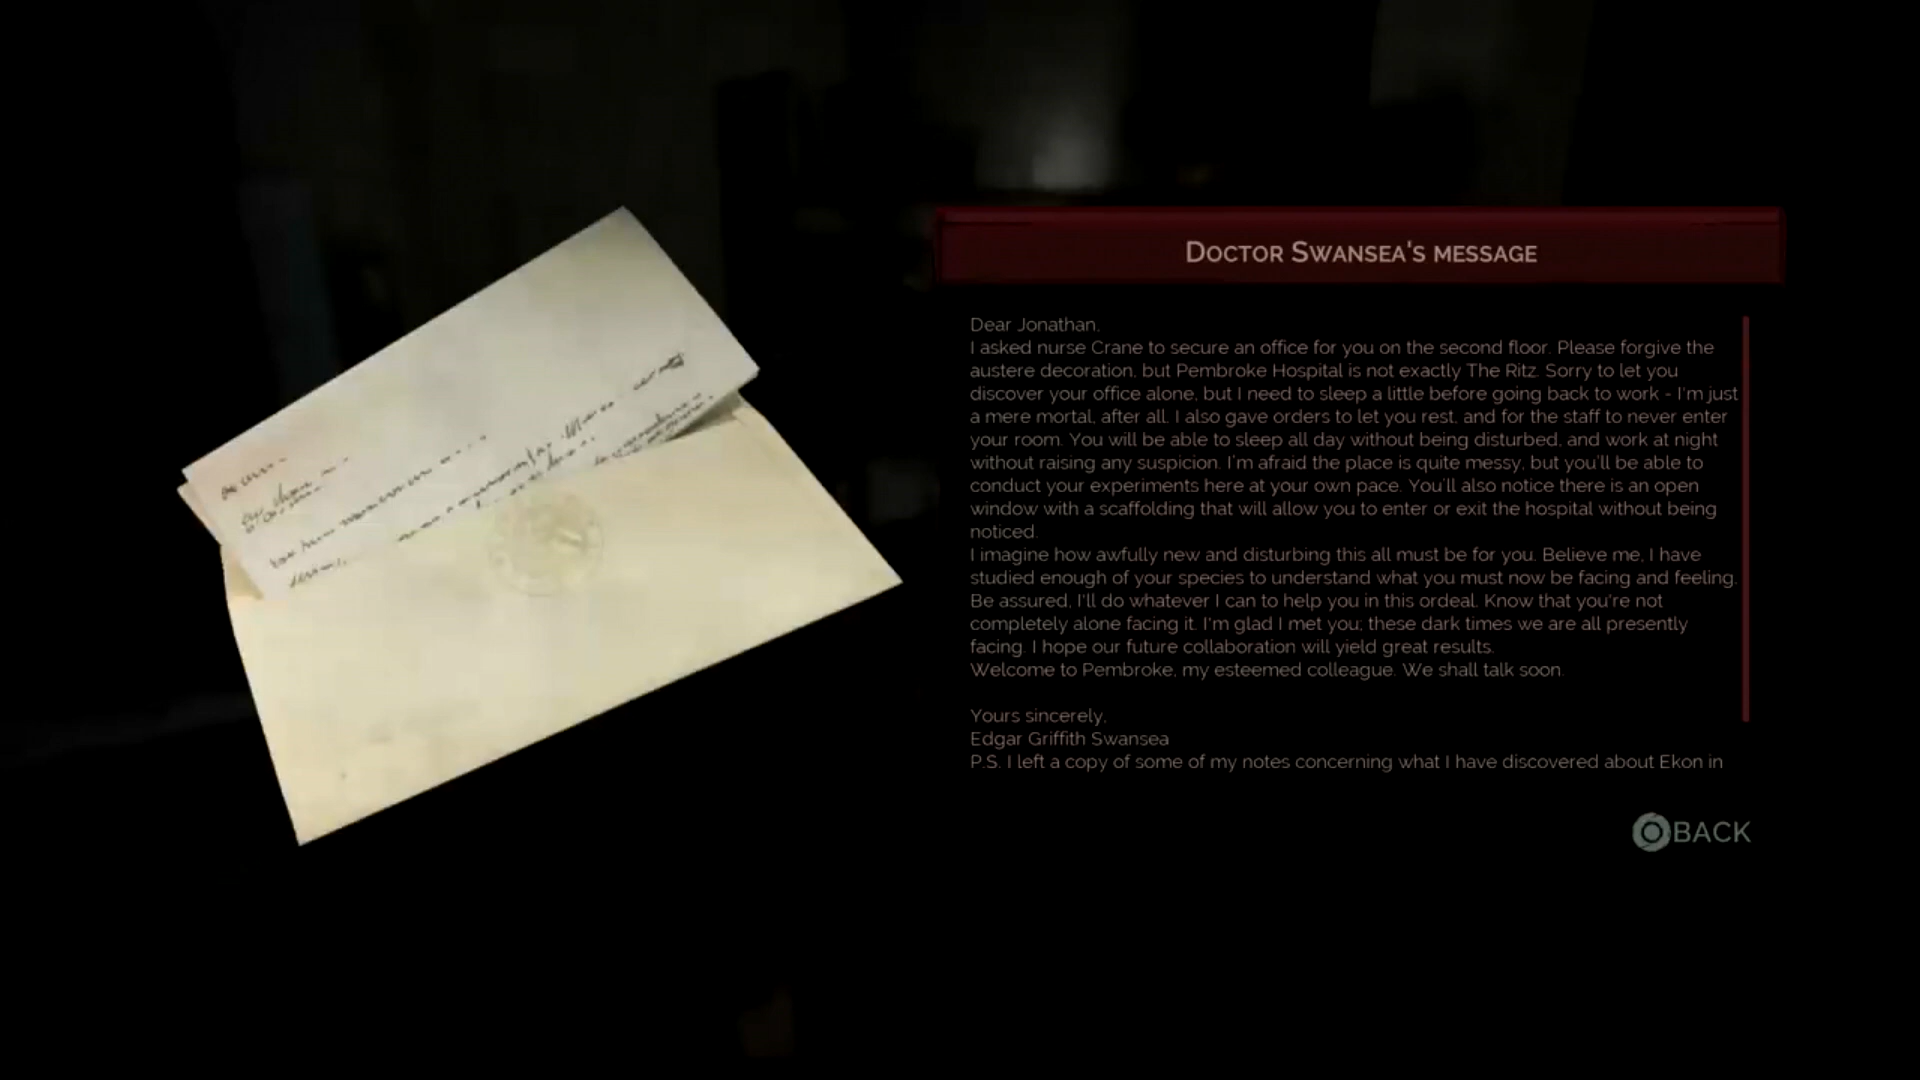 DOCTOR SWANSEA'S MESSAGE
Dear Jonathan,
I asked nurse Crane to secure an office for you on the second floor. Please forgive the
austere decoration, but Pembroke Hospital is not exactly The Ritz. Sorry to let you
discover your office alone, but I need to sleep a little before going back to work - I'm just
a mere mortal, after all. I also gave orders to let you rest, and for the staff to never enter
your room. You will be able to sleep all day without being disturbed, and work at night
without raising any suspicion. I'm afraid the place is quite messy, but you'll be able to
conduct your experiments here at your own pace. You'll also notice there is an open
window with a scaffolding that will allow you to enter or exit the hospital without being
noticed.
I imagine how awfully new and disturbing this all must be for you. Believe me, I have
studied enough of your species to understand what you must now be facing and feeling.
Be assured, I'll do whatever I can to help you in this ordeal. Know that you're not
completely alone facing it. I'm glad I met you; these dark times we are all presently
facing. I hope our future collaboration will yield great results.
Welcome to Pembroke, my esteemed colleague. We shall talk soon.
Yours sincerely,
Edgar Griffith Swansea
P.S. I left a copy of some of my notes concerning what I have discovered about Ekon in
BACK